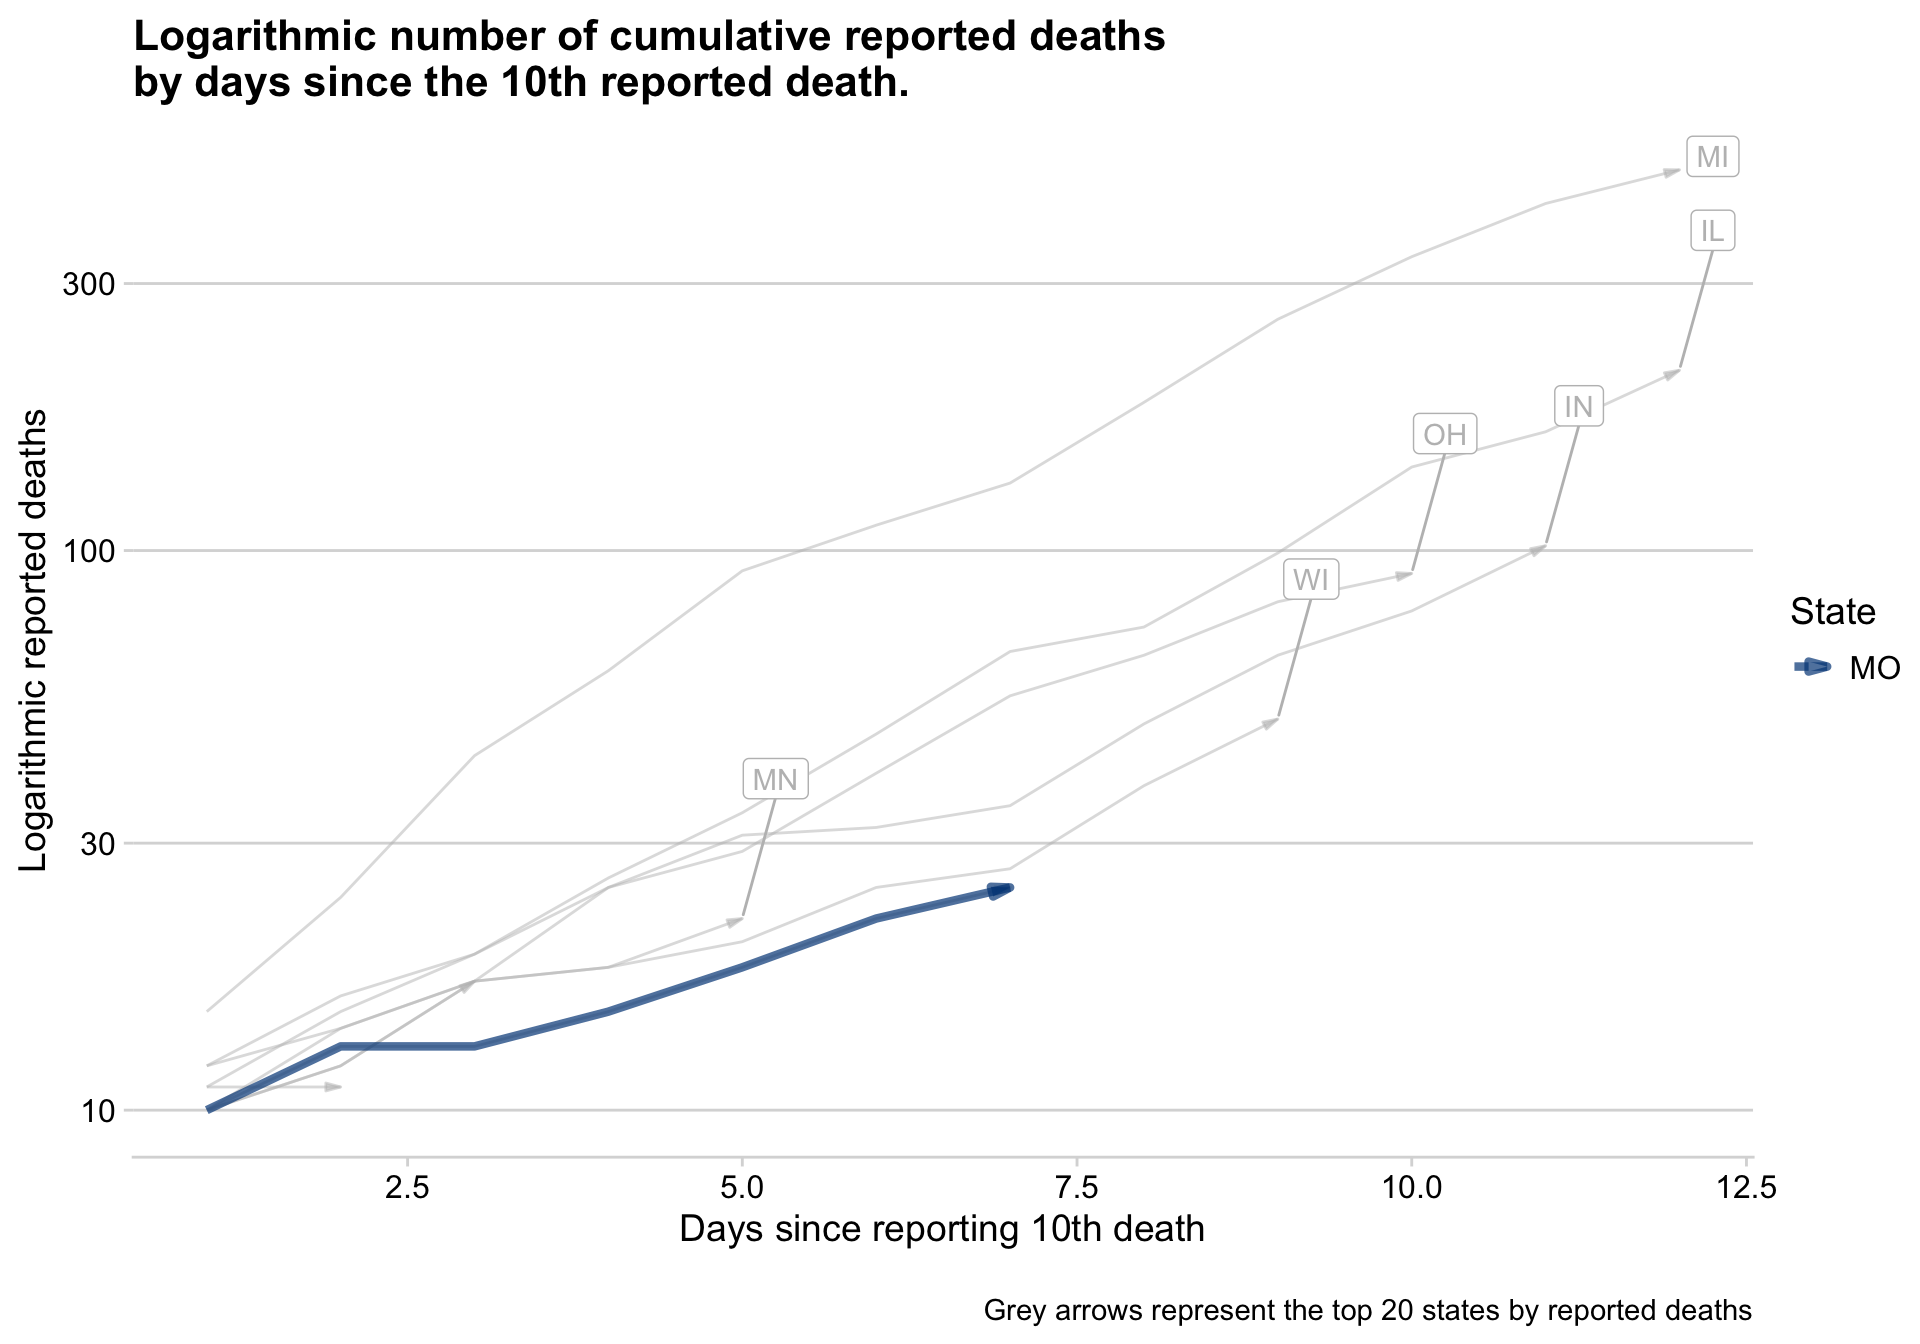 Logarithmic number of cumulative reported deaths
by days since the 10th reported death.
MI
IL
300
IN
OH
100
WI
MN
30
10
Logarithmic reported deaths
State
MO
2.5
5.0
7.5
10.0
12.5
Days since reporting 10th death
Grey arrows represent the top 20 states by reported deaths